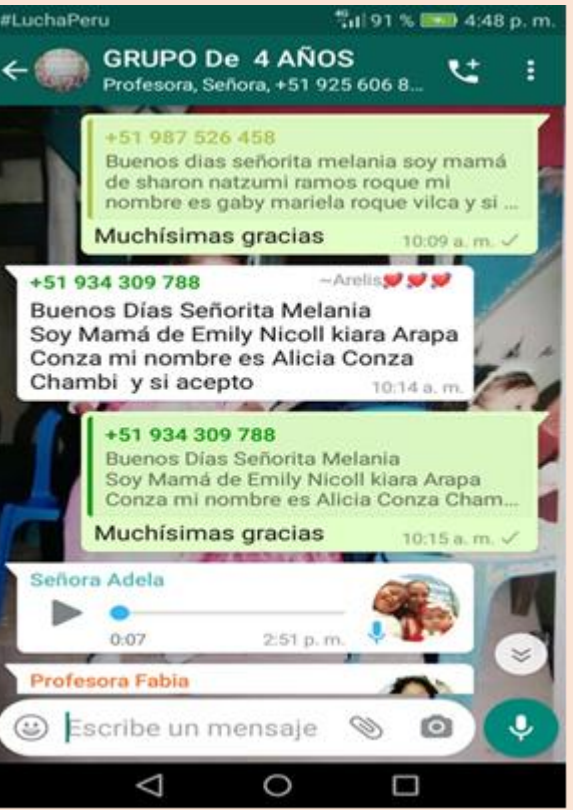 #LuchaPeru 4G 91 % 4:48 p. m.
GRUPO De 4 AÑOS
Profesora, Señora, +51 925 606 8...
+51 987 526 458
Buenos dias señorita melania soy mamá
de sharon natzumi ramos roque mi
nombre es gaby mariela roque vilca y si ...
Muchísimas gracias 10:09 a. m.
+51 934 309 788 ~Arelis💓💓💓
Buenos Días Señorita Melania
Soy Mamá de Emily Nicoll kiara Arapa
Conza mi nombre es Alicia Conza
Chambi y si acepto 10:14 a. m.
+51 934 309 788
Buenos Días Señorita Melania
Soy Mamá de Emily Nicoll kiara Arapa
Conza mi nombre es Alicia Conza Cham...
Muchísimas gracias 10:15 a. m.
Señora Adela
0:07 2:51 p. m.
Profesora Fabia
Escribe un mensaje